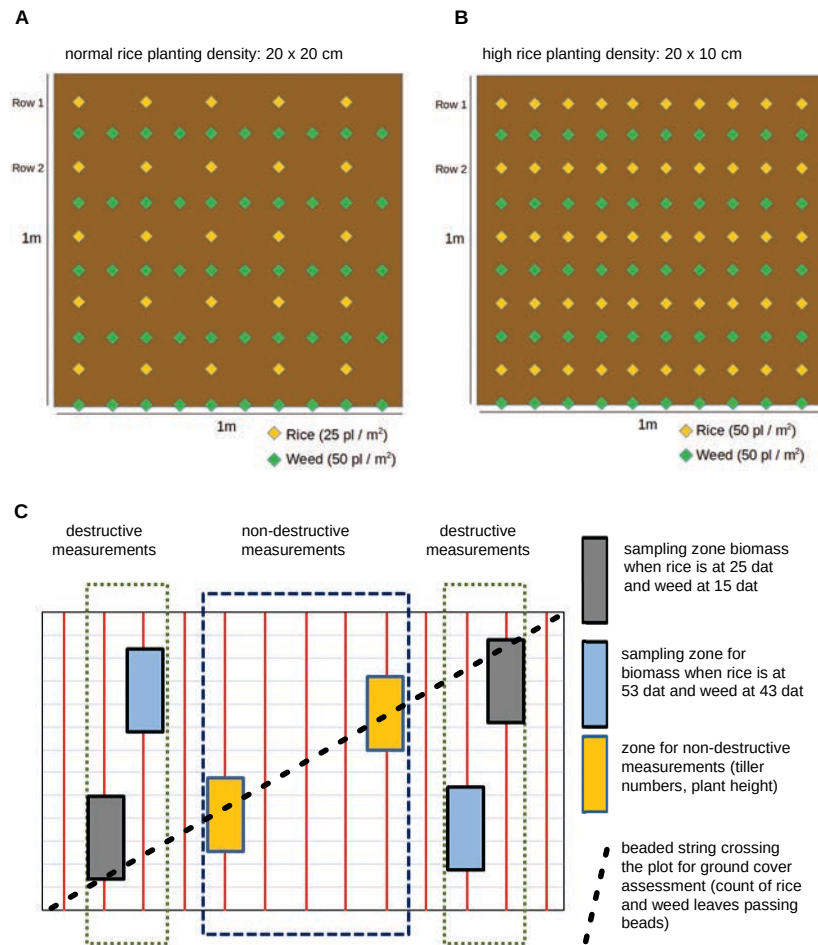 A
normal rice planting density: 20 x 20 cm
Row 1
Row 2
1m
1m
Rice (25 pl / m²)
Weed (50 pl / m²)
B
high rice planting density: 20 x 10 cm
Row 1
Row 2
1m
1m
Rice (50 pl / m²)
Weed (50 pl / m²)
C
destructive
measurements
non-destructive
measurements
destructive
measurements
sampling zone biomass
when rice is at 25 dat
and weed at 15 dat
sampling zone for
biomass when rice is at
53 dat and weed at 43 dat
zone for non-destructive
measurements (tiller
numbers, plant height)
beaded string crossing
the plot for ground cover
assessment (count of rice
and weed leaves passing
beads)